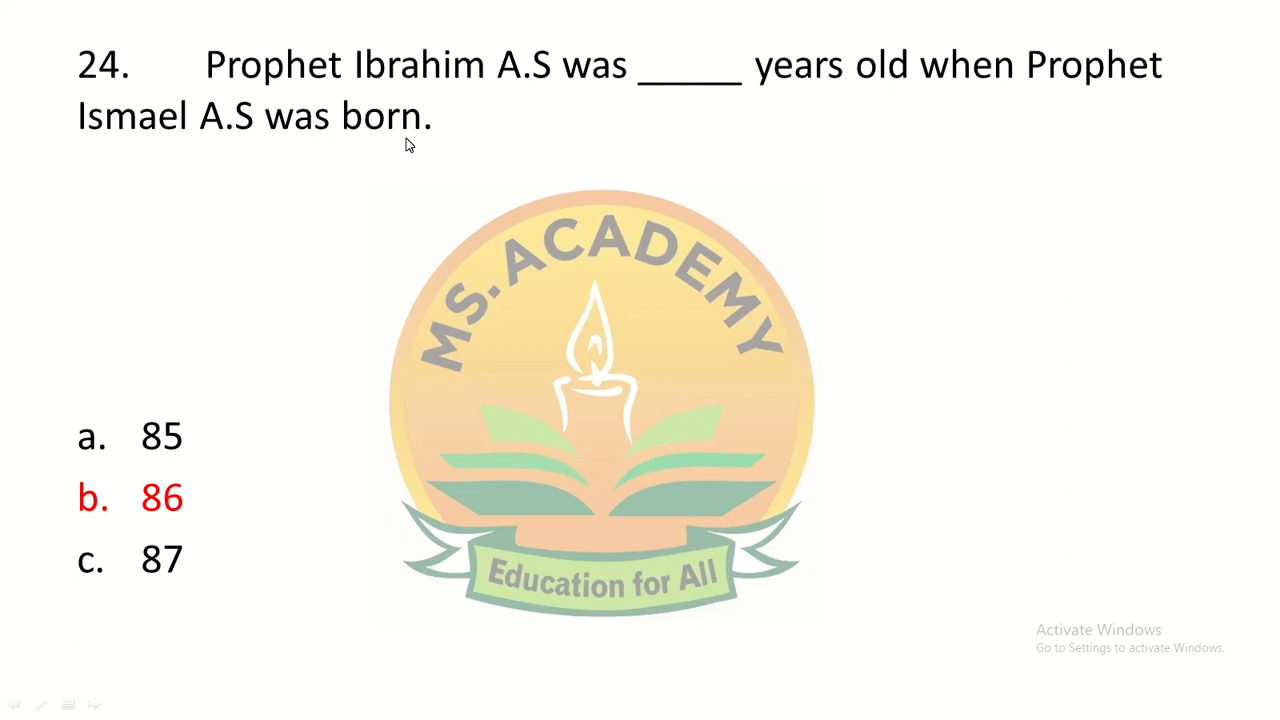 24. Prophet Ibrahim A.S was _____ years old when Prophet
Ismael A.S was born.
MS. ACADEMY
a. 85
b. 86
c. 87
Education for All
Activate Windows
Go to Settings to activate Windows.